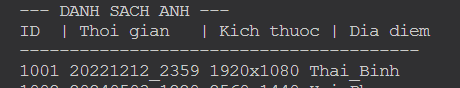 --- DANH SACH ANH ---
ID | Thoi gian | Kich thuoc | Dia diem
----------------------------------------
1001 20221212_2359 1920x1080 Thai_Binh